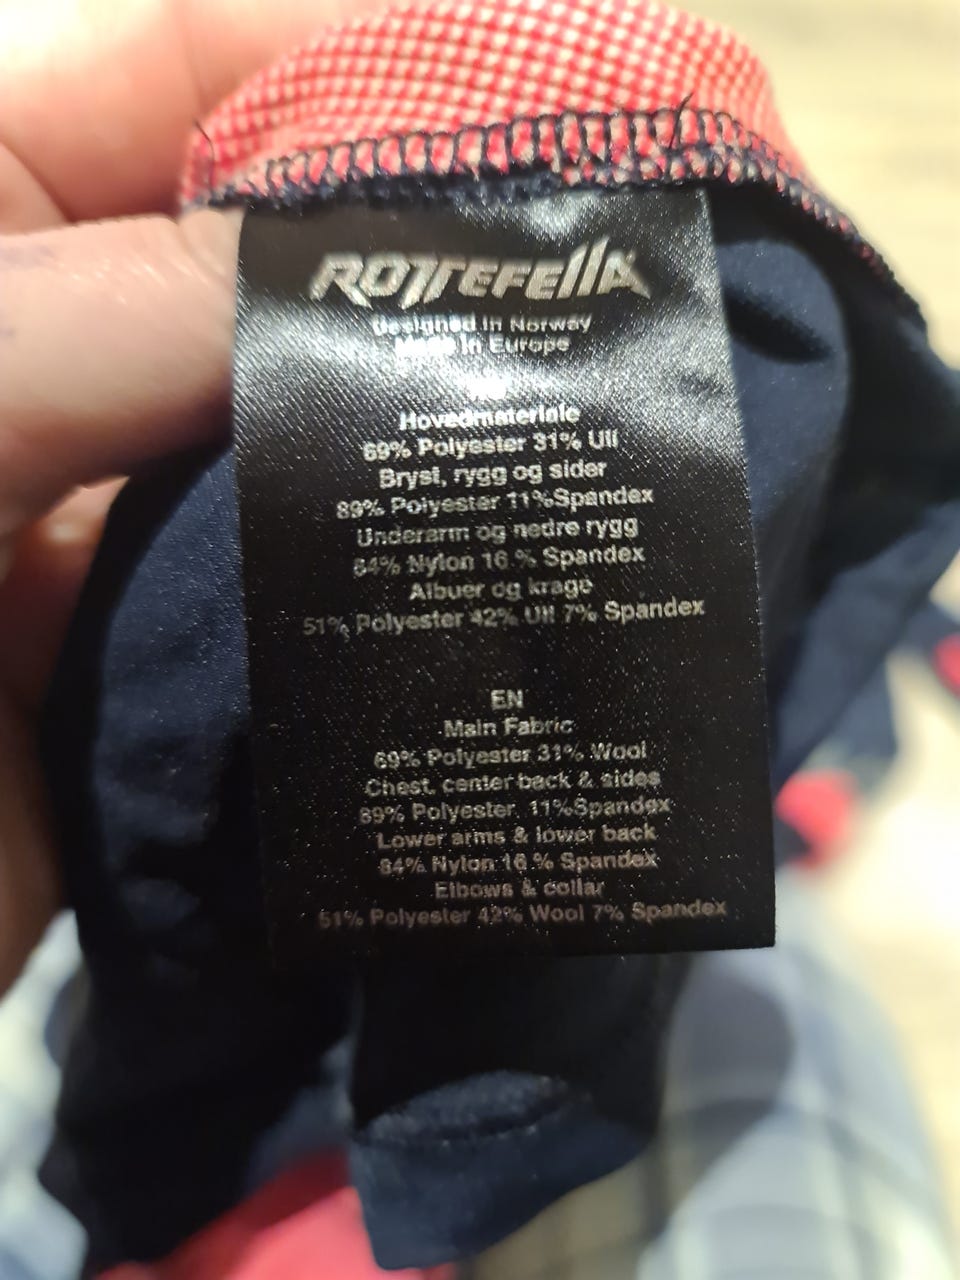 ROTTEFELLA
Designed in Norway
Made in Europe
NO
Hovedmateriale
69% Polyester 31% Ull
Bryst, rygg og sider
89% Polyester 11%Spandex
Underarm og nedre rygg
84% Nylon 16 % Spandex
Albuer og krage
51% Polyester 42% Ull 7% Spandex
EN
Main Fabric
69% Polyester 31% Wool
Chest, center back & sides
89% Polyester 11%Spandex
Lower arms & lower back
84% Nylon 16 % Spandex
Elbows & collar
51% Polyester 42% Wool 7% Spandex